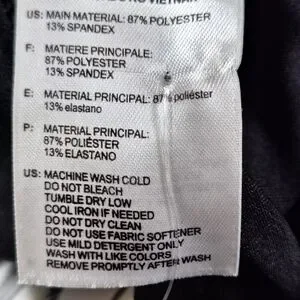 US: MAIN MATERIAL: 87% POLYESTER
13% SPANDEX
F: MATIERE PRINCIPALE:
87% POLYESTER
13% SPANDEX
E: MATERIAL PRINCIPAL: 87% poliéster
13% elastano
P: MATERIAL PRINCIPAL:
87% POLIÉSTER
13% ELASTANO
US: MACHINE WASH COLD
DO NOT BLEACH
TUMBLE DRY LOW
COOL IRON IF NEEDED
DO NOT DRY CLEAN
DO NOT USE FABRIC SOFTENER
USE MILD DETERGENT ONLY
WASH WITH LIKE COLORS
REMOVE PROMPTLY AFTER WASH